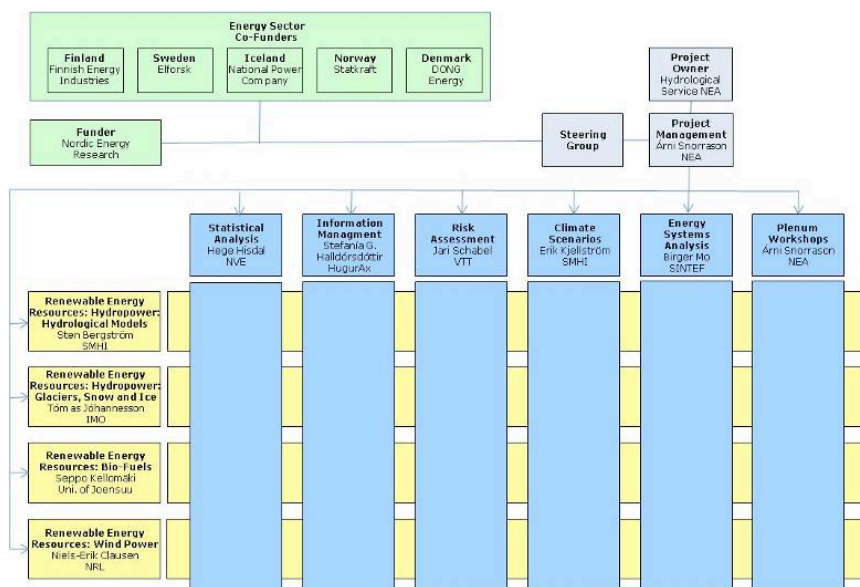 Energy Sector
Co-Funders
Finland
Finnish Energy
Industries
Sweden
Elforsk
Iceland
National Power
Company
Norway
Statkraft
Denmark
DONG
Energy
Project
Owner
Hydrological
Service NEA
Funder
Nordic Energy
Research
Steering
Group
Project
Management
Árni Snorrason
NEA
Statistical
Analysis
Hege Hisdal
NVE
Information
Managment
Stefanía G.
Halldórsdóttir
HugurAx
Risk
Assessment
Jari Schabel
VTT
Climate
Scenarios
Erik Kjellström
SMHI
Energy
Systems
Analysis
Birger Mo
SINTEF
Plenum
Workshops
Árni Snorrason
NEA
Renewable Energy
Resources: Hydropower:
Hydrological Models
Sten Bergström
SMHI
Renewable Energy
Resources: Hydropower:
Glaciers, Snow and Ice
Tómas Jóhannesson
IMO
Renewable Energy
Resources: Bio-Fuels
Seppo Kellomäki
Uni. of Joensuu
Renewable Energy
Resources: Wind Power
Niels-Erik Clausen
NRL